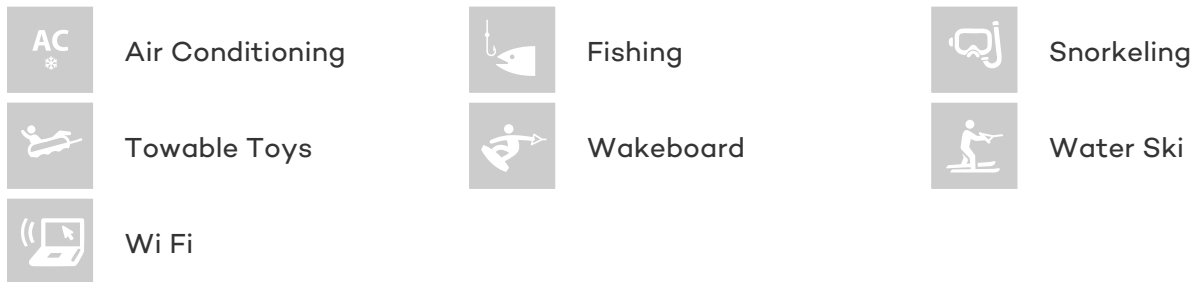 AC
Air Conditioning
Fishing
Snorkeling
Towable Toys
Wakeboard
Water Ski
Wi Fi